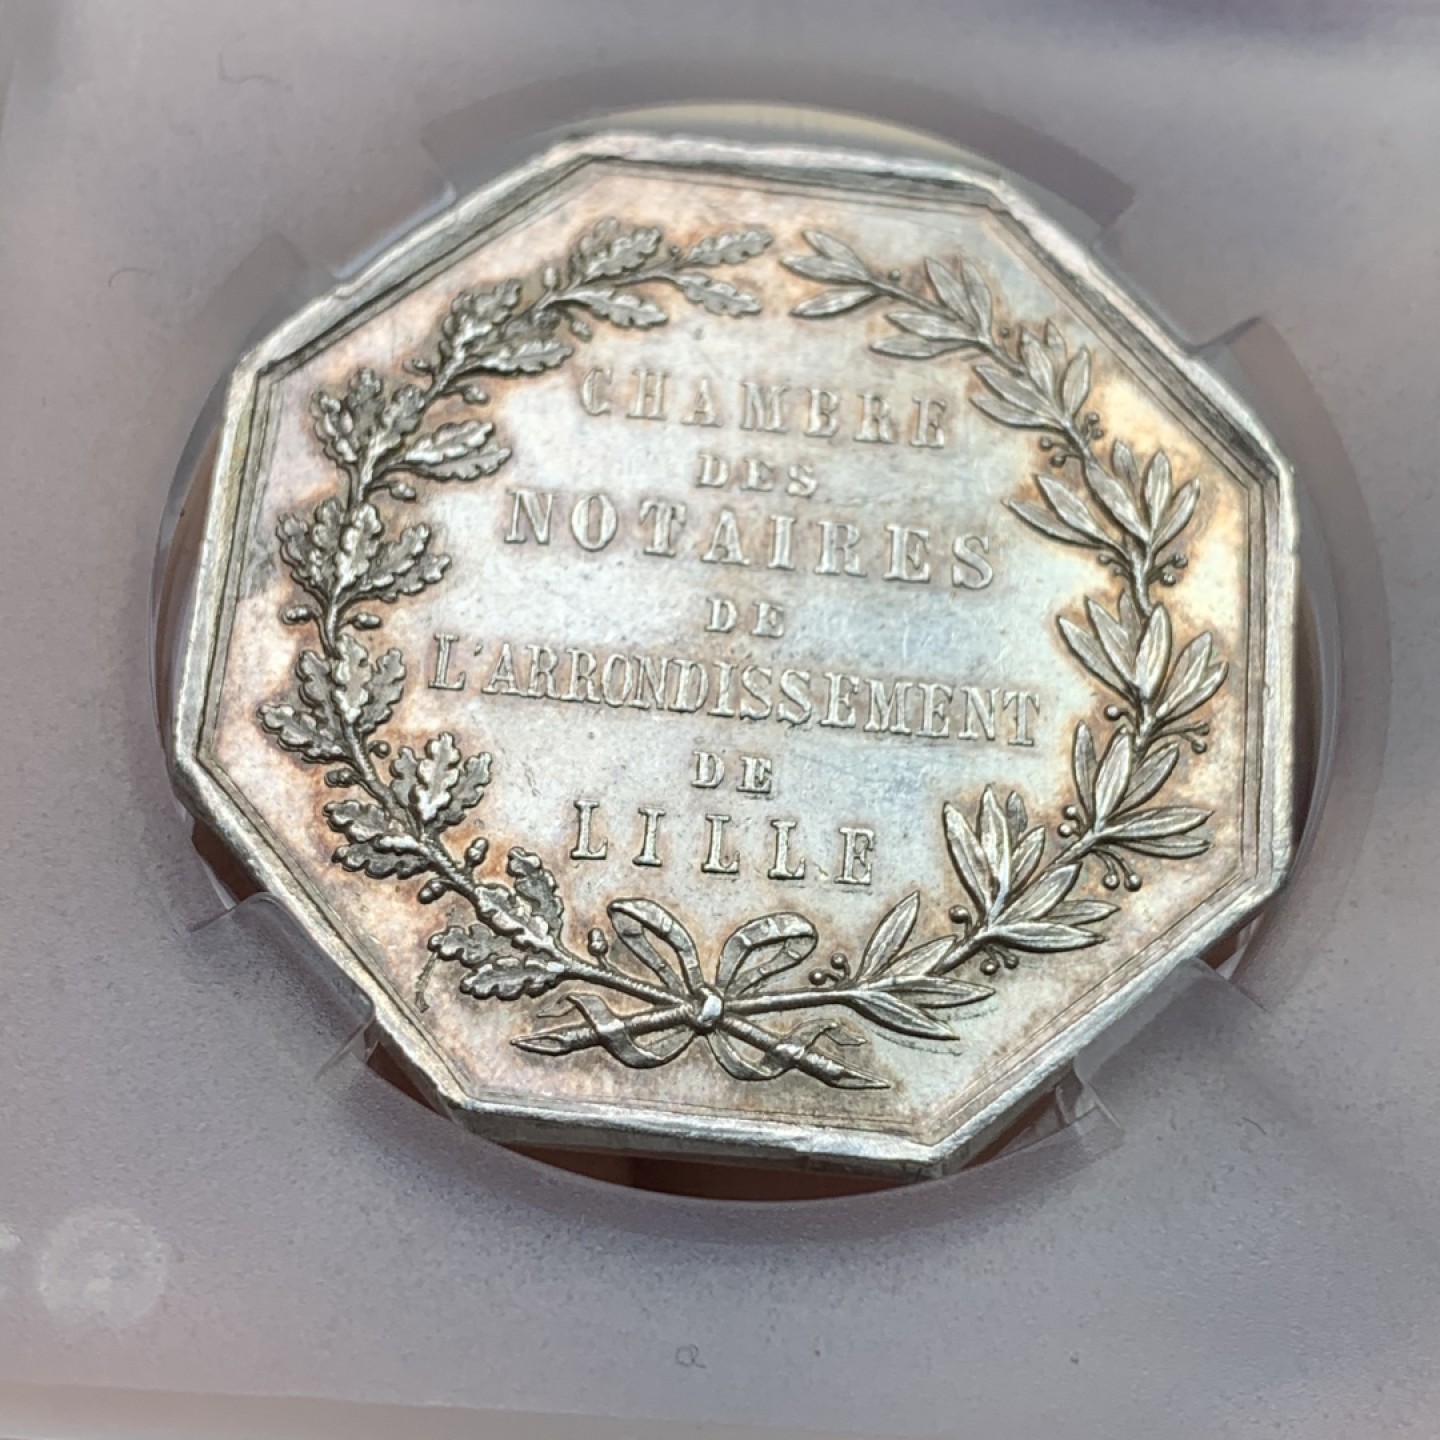 CHAMBRE
DES
NOTAIRES
DE
L'ARRONDISSEMENT
DE
LILLE